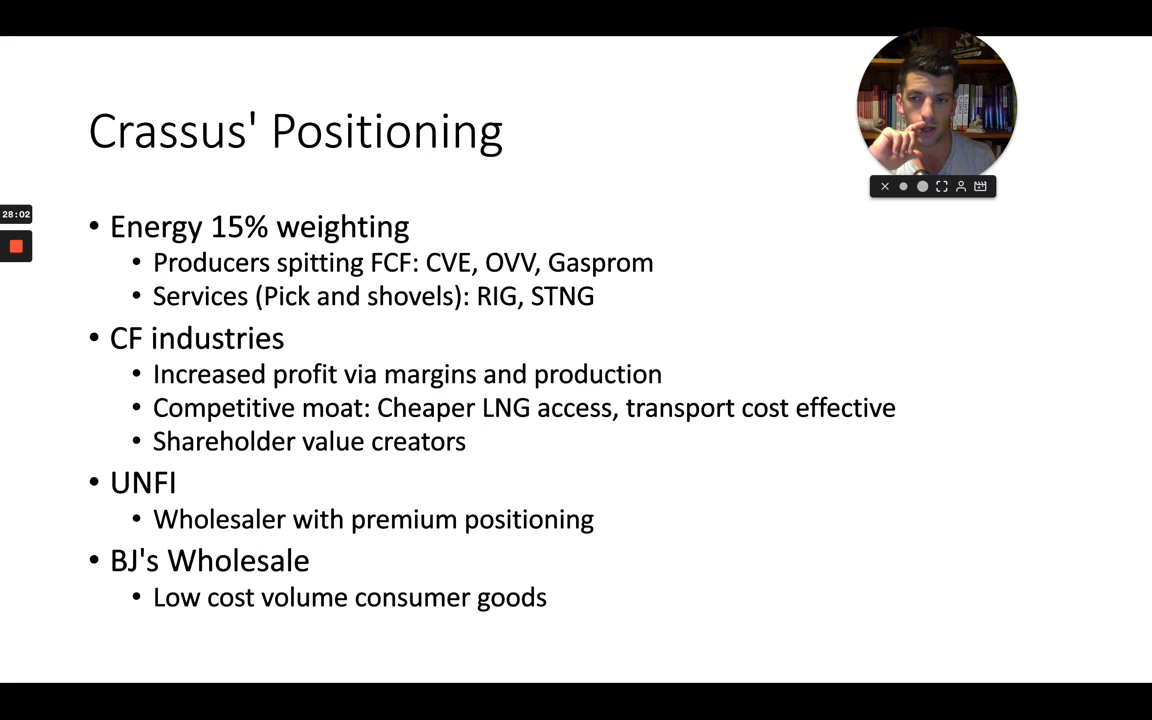 Crassus' Positioning
28:02
• Energy 15% weighting
• Producers spitting FCF: CVE, OVV, Gasprom
• Services (Pick and shovels): RIG, STNG
• CF industries
• Increased profit via margins and production
• Competitive moat: Cheaper LNG access, transport cost effective
• Shareholder value creators
• UNFI
• Wholesaler with premium positioning
• BJ's Wholesale
• Low cost volume consumer goods